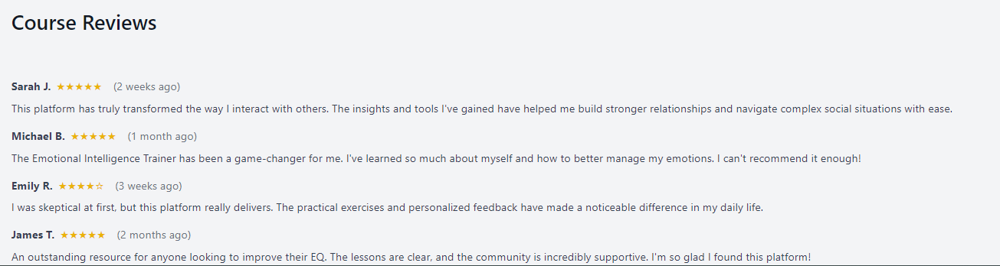 Course Reviews
Sarah J. ★★★★★ (2 weeks ago)
This platform has truly transformed the way I interact with others. The insights and tools I've gained have helped me build stronger relationships and navigate complex social situations with ease.
Michael B. ★★★★★ (1 month ago)
The Emotional Intelligence Trainer has been a game-changer for me. I've learned so much about myself and how to better manage my emotions. I can't recommend it enough!
Emily R. ★★★★☆ (3 weeks ago)
I was skeptical at first, but this platform really delivers. The practical exercises and personalized feedback have made a noticeable difference in my daily life.
James T. ★★★★★ (2 months ago)
An outstanding resource for anyone looking to improve their EQ. The lessons are clear, and the community is incredibly supportive. I'm so glad I found this platform!